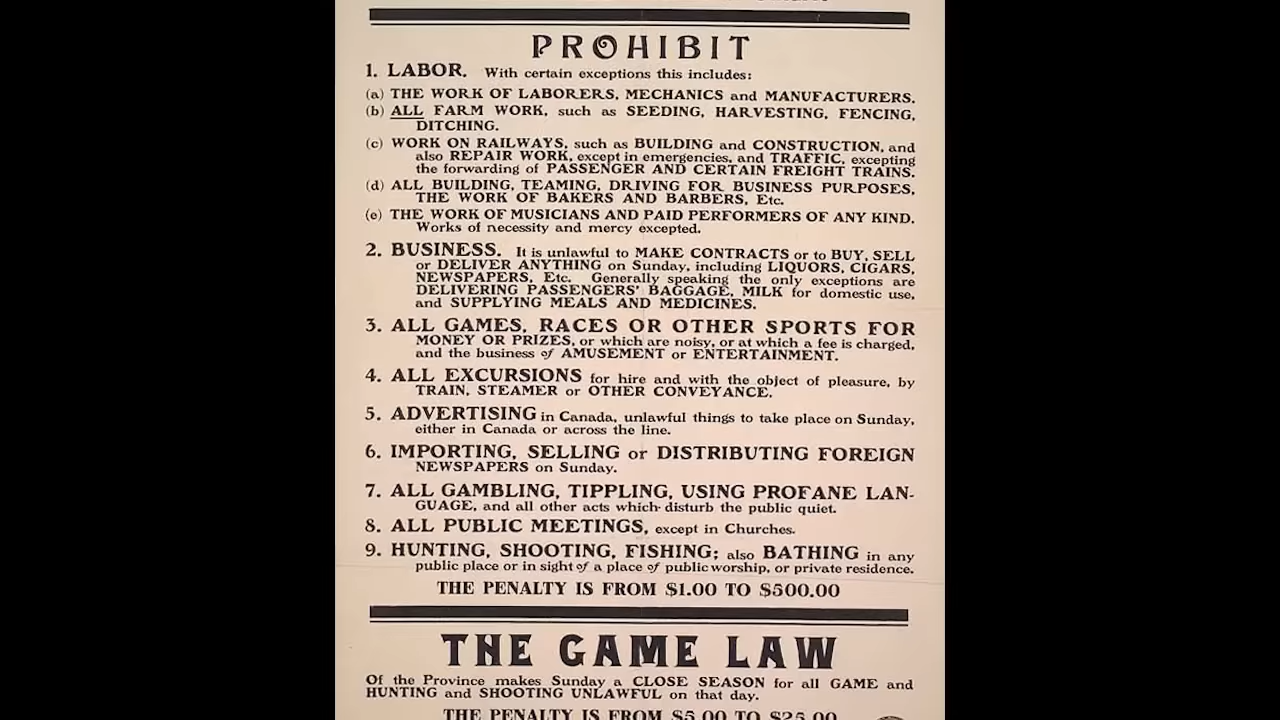 PROHIBIT
1. LABOR. With certain exceptions this includes:
(a) THE WORK OF LABORERS, MECHANICS and MANUFACTURERS.
(b) ALL FARM WORK, such as SEEDING, HARVESTING, FENCING,
DITCHING.
(c) WORK ON RAILWAYS, such as BUILDING and CONSTRUCTION, and
also REPAIR WORK, except in emergencies, and TRAFFIC, excepting
the forwarding of PASSENGER AND CERTAIN FREIGHT TRAINS.
(d) ALL BUILDING, TEAMING, DRIVING FOR BUSINESS PURPOSES,
THE WORK OF BAKERS AND BARBERS, Etc.
(e) THE WORK OF MUSICIANS AND PAID PERFORMERS OF ANY KIND.
Works of necessity and mercy excepted.
2. BUSINESS. It is unlawful to MAKE CONTRACTS or to BUY, SELL
or DELIVER ANYTHING on Sunday, including LIQUORS, CIGARS,
NEWSPAPERS, Etc. Generally speaking the only exceptions are
DELIVERING PASSENGERS' BAGGAGE, MILK for domestic use,
and SUPPLYING MEALS AND MEDICINES.
3. ALL GAMES, RACES OR OTHER SPORTS FOR
MONEY OR PRIZES, or which are noisy, or at which a fee is charged,
and the business of AMUSEMENT or ENTERTAINMENT.
4. ALL EXCURSIONS for hire and with the object of pleasure, by
TRAIN, STEAMER or OTHER CONVEYANCE.
5. ADVERTISING in Canada, unlawful things to take place on Sunday,
either in Canada or across the line.
6. IMPORTING, SELLING or DISTRIBUTING FOREIGN
NEWSPAPERS on Sunday.
7. ALL GAMBLING, TIPPLING, USING PROFANE LAN-
GUAGE, and all other acts which disturb the public quiet.
8. ALL PUBLIC MEETINGS, except in Churches.
9. HUNTING, SHOOTING, FISHING; also BATHING in any
public place or in sight of a place of public worship, or private residence.
THE PENALTY IS FROM $1.00 TO $500.00
THE GAME LAW
Of the Province makes Sunday a CLOSE SEASON for all GAME and
HUNTING and SHOOTING UNLAWFUL on that day.
THE PENALTY IS FROM $5.00 TO $25.00